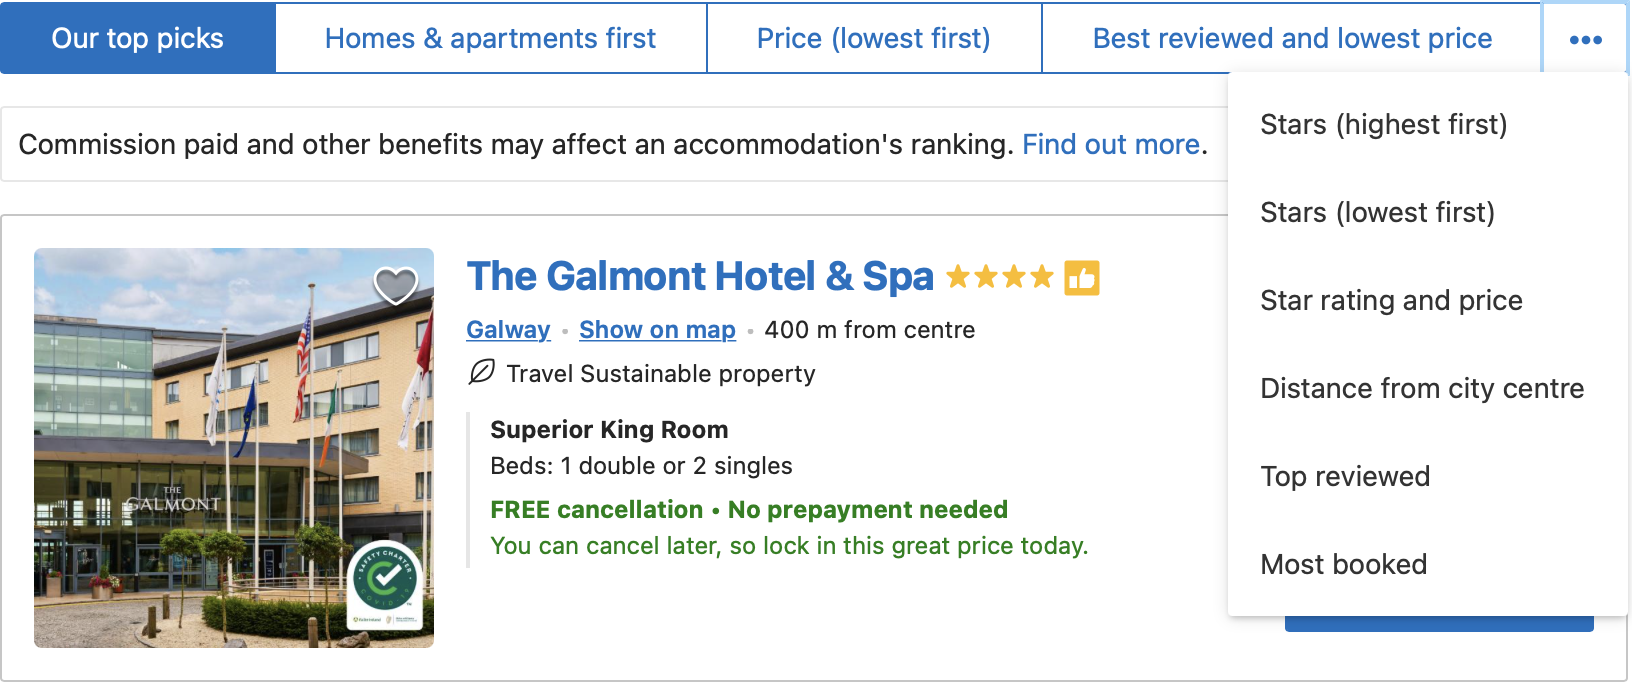 Our top picks
Homes & apartments first
Price (lowest first)
Best reviewed and lowest price
Stars (highest first)
Stars (lowest first)
Star rating and price
Distance from city centre
Top reviewed
Most booked
Commission paid and other benefits may affect an accommodation's ranking. Find out more.
The Galmont Hotel & Spa
Galway • Show on map • 400 m from centre
Travel Sustainable property
Superior King Room
Beds: 1 double or 2 singles
FREE cancellation • No prepayment needed
You can cancel later, so lock in this great price today.
THE
GALMONT
SAFETY CHARTER
COVID-19